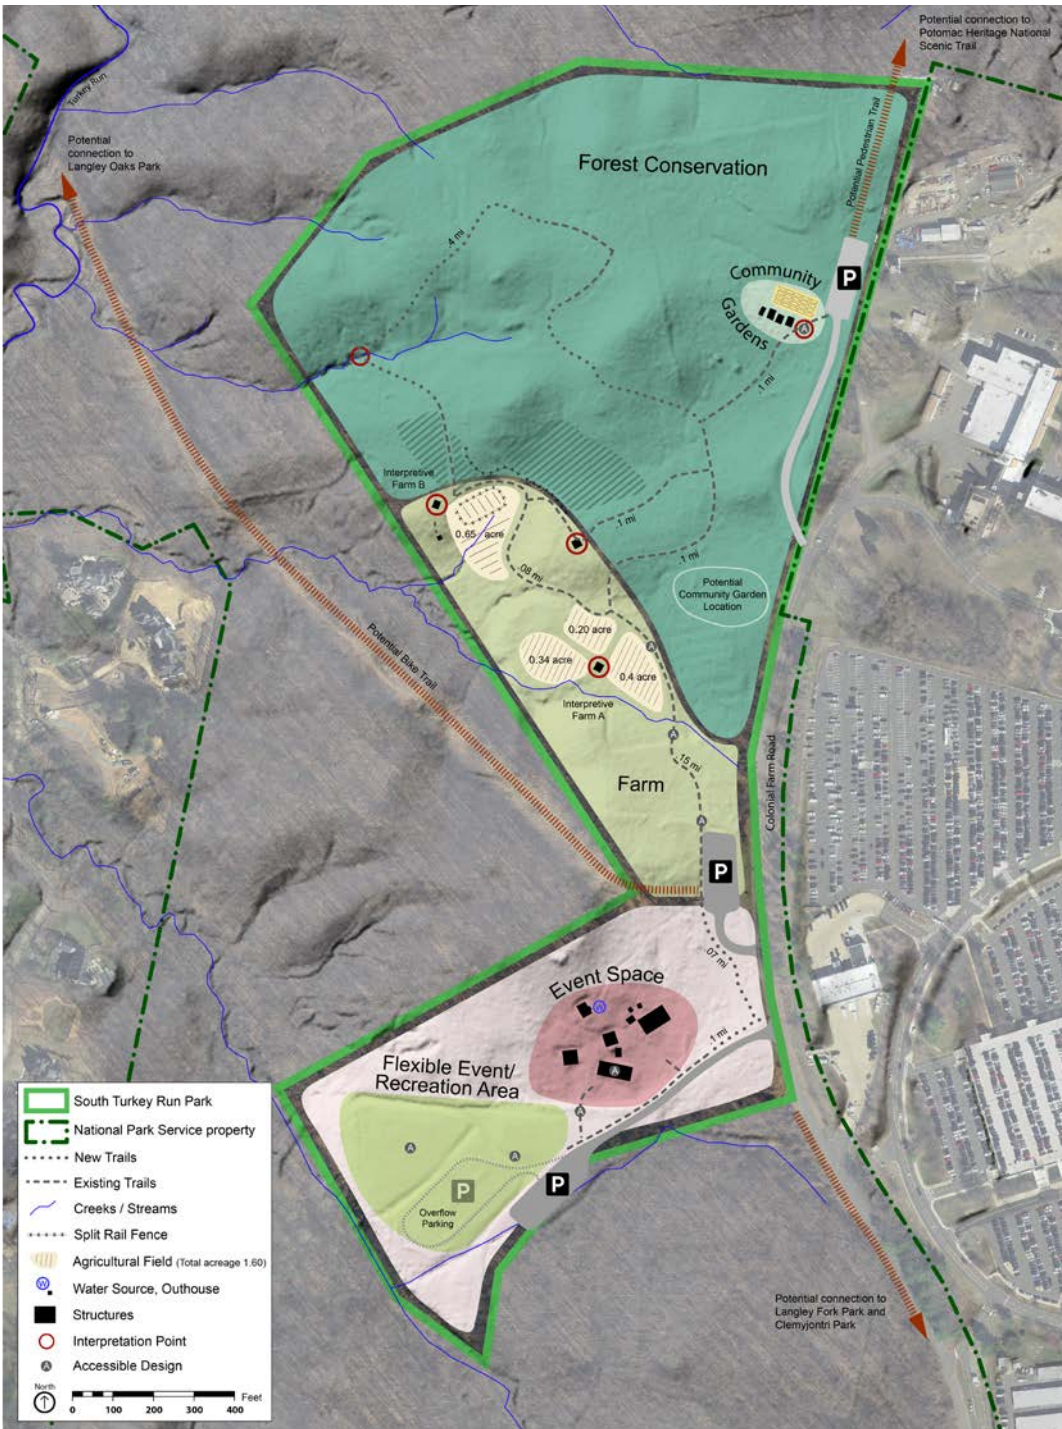 Potential connection to
Potomac Heritage National
Scenic Trail
Turkey Run
Potential
connection to
Langley Oaks Park
Potential Pedestrian Trail
Forest Conservation
.4 mi
P
Community
Gardens
A
.1 mi
Interpretive
Farm B
0.65 acre
.1 mi
.1 mi
.08 mi
Potential
Community Garden
Location
0.20 acre
A
0.34 acre
0.4 acre
Interpretive
Farm A
Potential Bike Trail
A
.15 mi
Farm
Colonial Farm Road
A
P
.07 mi
Event Space
W
.1 mi
Flexible Event/
Recreation Area
A
A
A
A
P
P
Overflow
Parking
South Turkey Run Park
National Park Service property
New Trails
Existing Trails
Creeks / Streams
Split Rail Fence
Agricultural Field (Total acreage 1.60)
W
Water Source, Outhouse
Structures
Interpretation Point
A
Accessible Design
North
Feet
0 100 200 300 400
Potential connection to
Langley Fork Park and
Clemyjontri Park